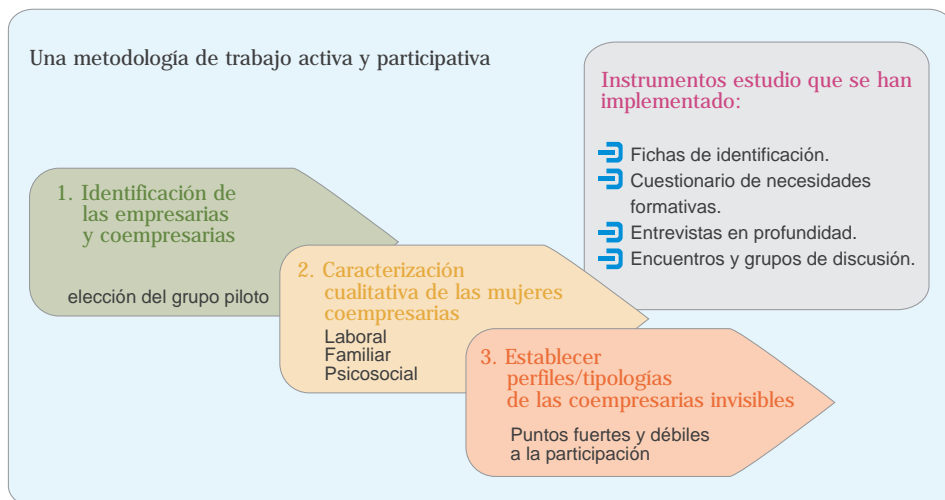 Una metodología de trabajo activa y participativa
Instrumentos estudio que se han
implementado:
Fichas de identificación.
Cuestionario de necesidades
formativas.
Entrevistas en profundidad.
Encuentros y grupos de discusión.
1. Identificación de
las empresarias
y coempresarias
elección del grupo piloto
2. Caracterización
cualitativa de las mujeres
coempresarias
Laboral
Familiar
Psicosocial
3. Establecer
perfiles/tipologías
de las coempresarias invisibles
Puntos fuertes y débiles
a la participación